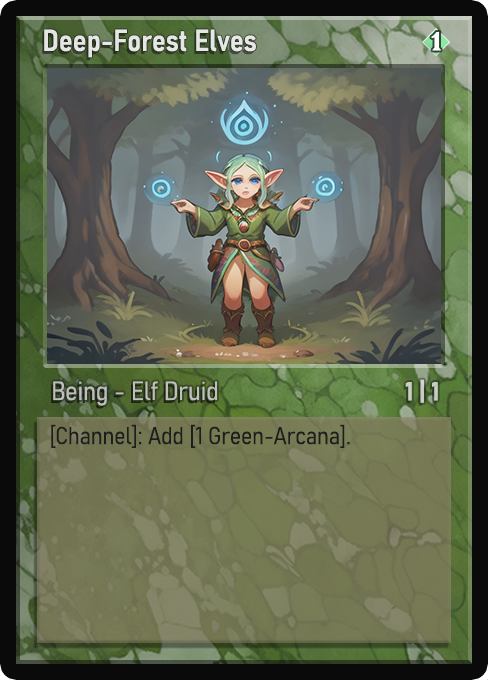 Deep-Forest Elves 1
Being - Elf Druid 1|1
[Channel]: Add [1 Green-Arcana].